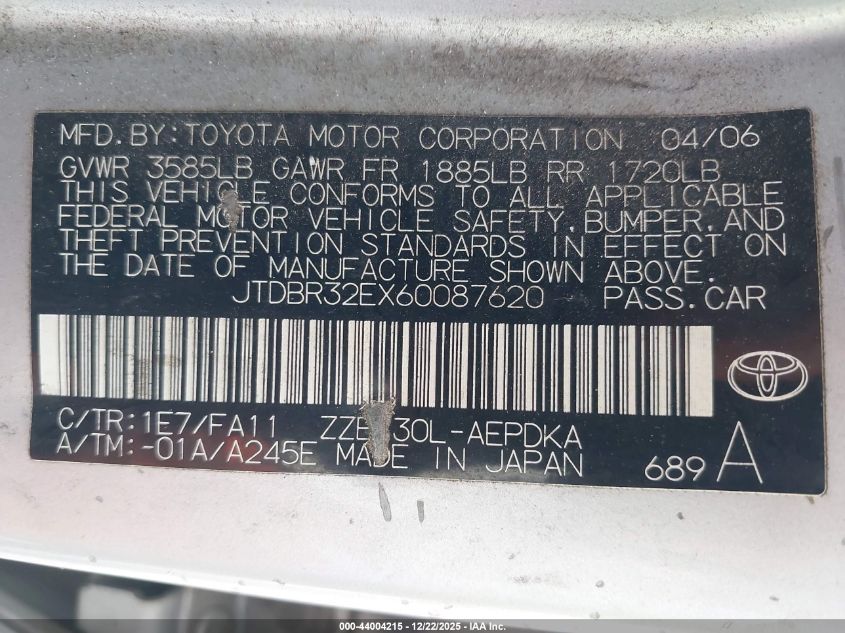 MFD. BY: TOYOTA MOTOR CORPORATION 04/06
GVWR 3585LB GAWR FR 1885LB RR 1720LB
THIS VEHICLE CONFORMS TO ALL APPLICABLE
FEDERAL MOTOR VEHICLE SAFETY, BUMPER, AND
THEFT PREVENTION STANDARDS IN EFFECT ON
THE DATE OF MANUFACTURE SHOWN ABOVE.
JTDBR32EX60087620 PASS. CAR
C/TR: 1E7/FA11 30L-AEPDKA
A/TM: -01A/A245E MADE IN JAPAN 689 A
000-44004215 - 12/22/2025 - IAA Inc.